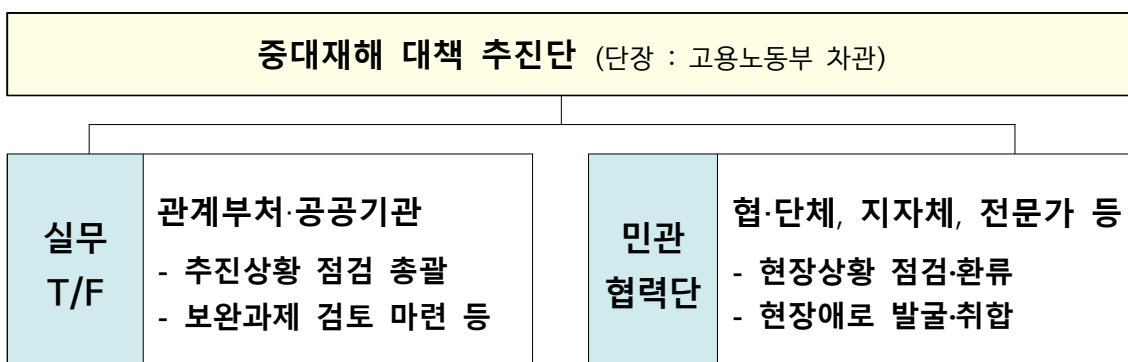 중대재해 대책 추진단 (단장 : 고용노동부 차관)
실무
T/F
관계부처·공공기관
- 추진상황 점검 총괄
- 보완과제 검토 마련 등
민관
협력단
협·단체, 지자체, 전문가 등
- 현장상황 점검·환류
- 현장애로 발굴·취합